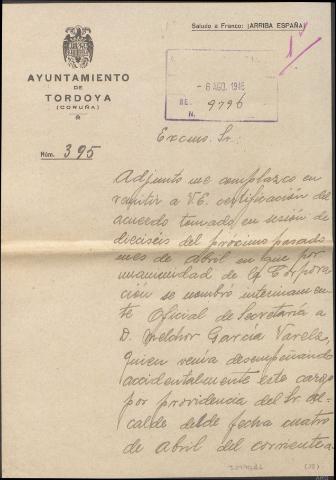 Saludo a Franco: ¡ARRIBA ESPAÑA!
AYUNTAMIENTO
DE
TORDOYA
(CORUÑA)
- 6 AGO. 1946
RE.
9796
N.
Excmo. Sr.:
Núm. 395
Adjunto me complazco en
remitir a V.E. certificación del
acuerdo tomado en sesión de
dieciséis del próximo pasado
mes de abril en que por
unanimidad de la Corpora-
ción se nombró interinamen-
te Oficial de Secretaría a
D. Melchor García Varela,
quien venía desempeñando
accidentalmente este cargo
por providencia del Sr. Al-
calde desde fecha cuatro
de Abril del corriente a-